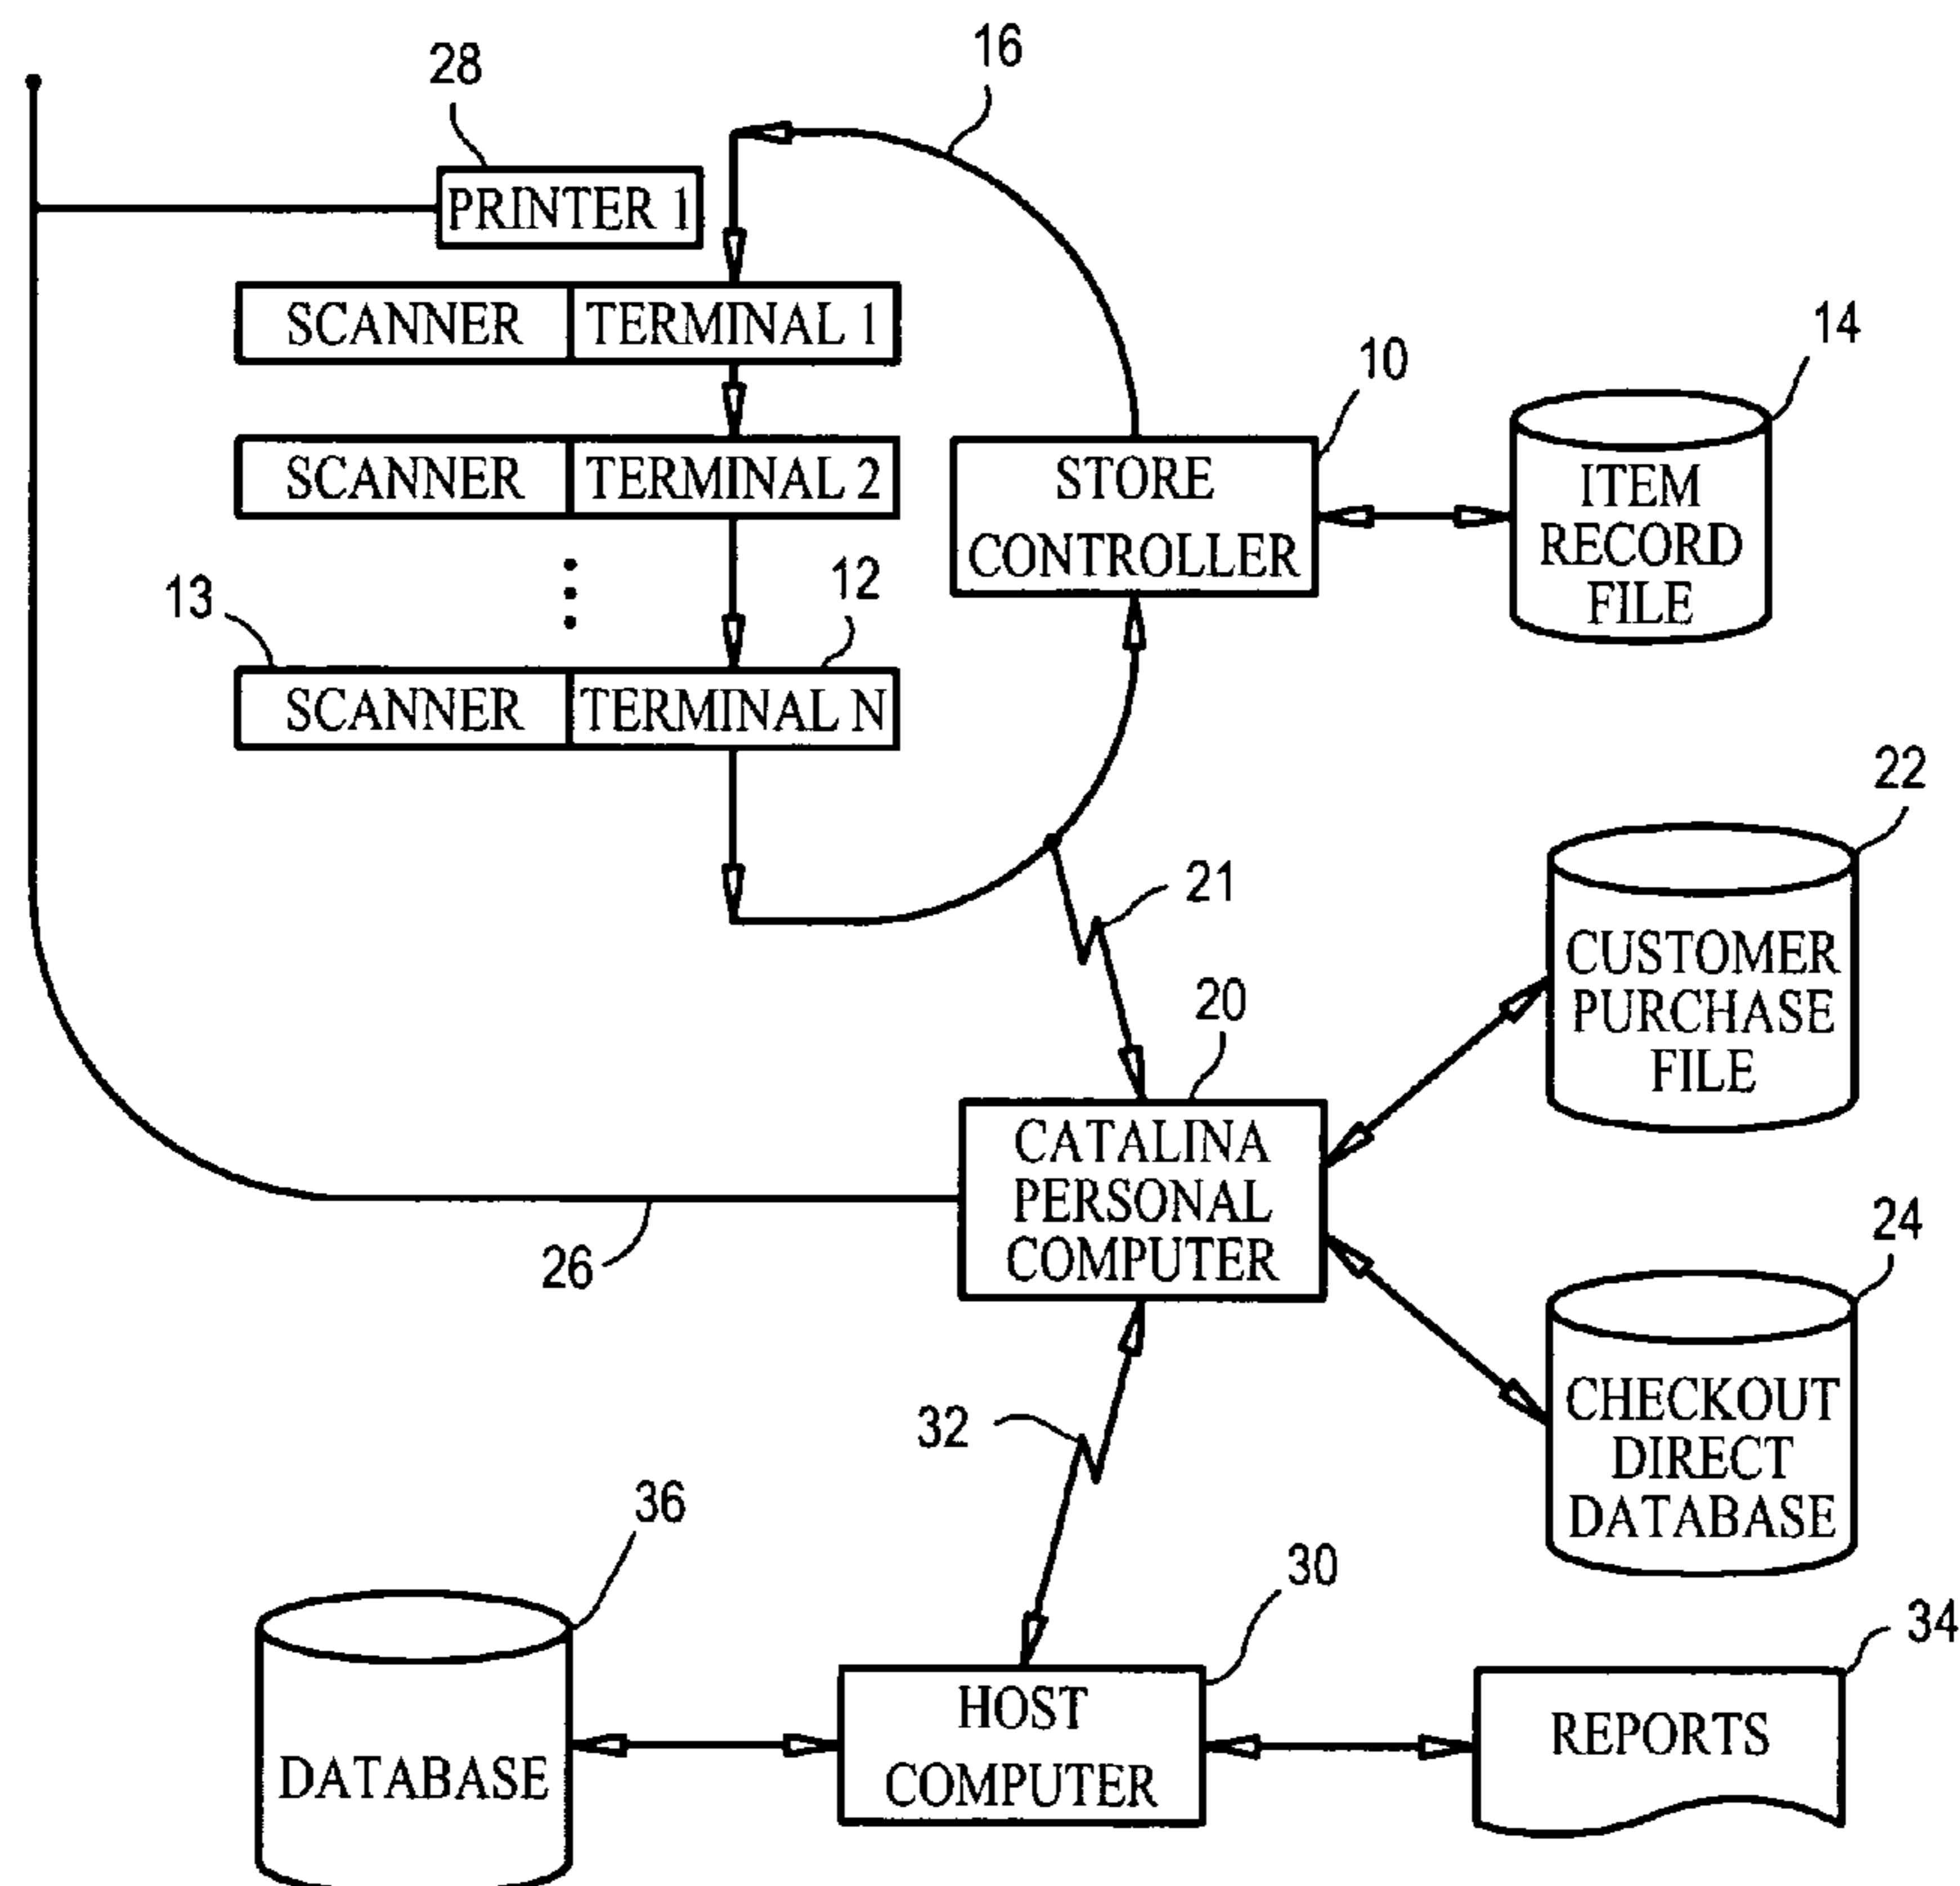 16
28
PRINTER 1
SCANNER TERMINAL 1
14
10
SCANNER TERMINAL 2
STORE
CONTROLLER
ITEM
RECORD
FILE
13
12
SCANNER TERMINAL N
22
21
CUSTOMER
PURCHASE
FILE
20
CATALINA
PERSONAL
COMPUTER
24
26
CHECKOUT
DIRECT
DATABASE
32
36
30
34
HOST
COMPUTER
REPORTS
DATABASE